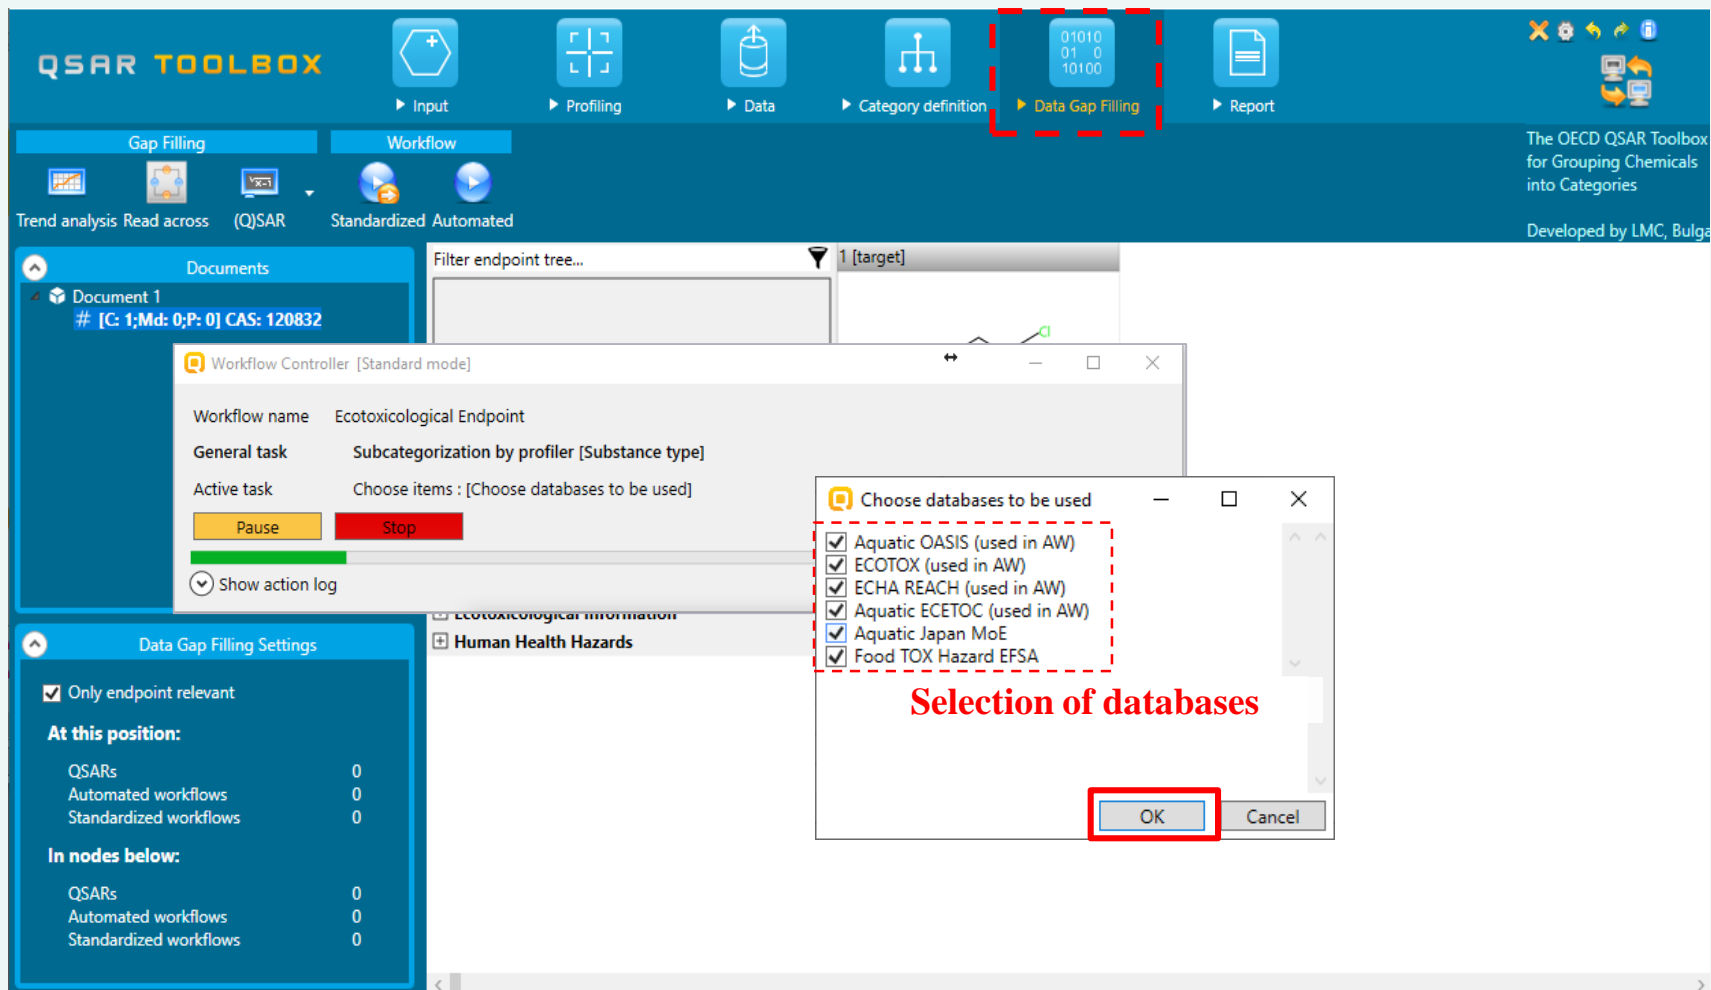 QSAR TOOLBOX
01010
01 0
10100
Input
Profiling
Data
Category definition
Data Gap Filling
Report
Gap Filling
Workflow
Trend analysis
Read across
(Q)SAR
Standardized
Automated
The OECD QSAR Toolbox
for Grouping Chemicals
into Categories
Developed by LMC, Bulga
Documents
Document 1
# [C: 1;Md: 0;P: 0] CAS: 120832
Filter endpoint tree...
1 [target]
Cl
Workflow Controller [Standard mode]
Workflow name Ecotoxicological Endpoint
General task Subcategorization by profiler [Substance type]
Active task Choose items : [Choose databases to be used]
Pause
Stop
Show action log
Choose databases to be used
Aquatic OASIS (used in AW)
ECOTOX (used in AW)
ECHA REACH (used in AW)
Aquatic ECETOC (used in AW)
Aquatic Japan MoE
Food TOX Hazard EFSA
Selection of databases
OK
Cancel
Ecotoxicological Information
Human Health Hazards
Data Gap Filling Settings
Only endpoint relevant
At this position:
QSARs 0
Automated workflows 0
Standardized workflows 0
In nodes below:
QSARs 0
Automated workflows 0
Standardized workflows 0